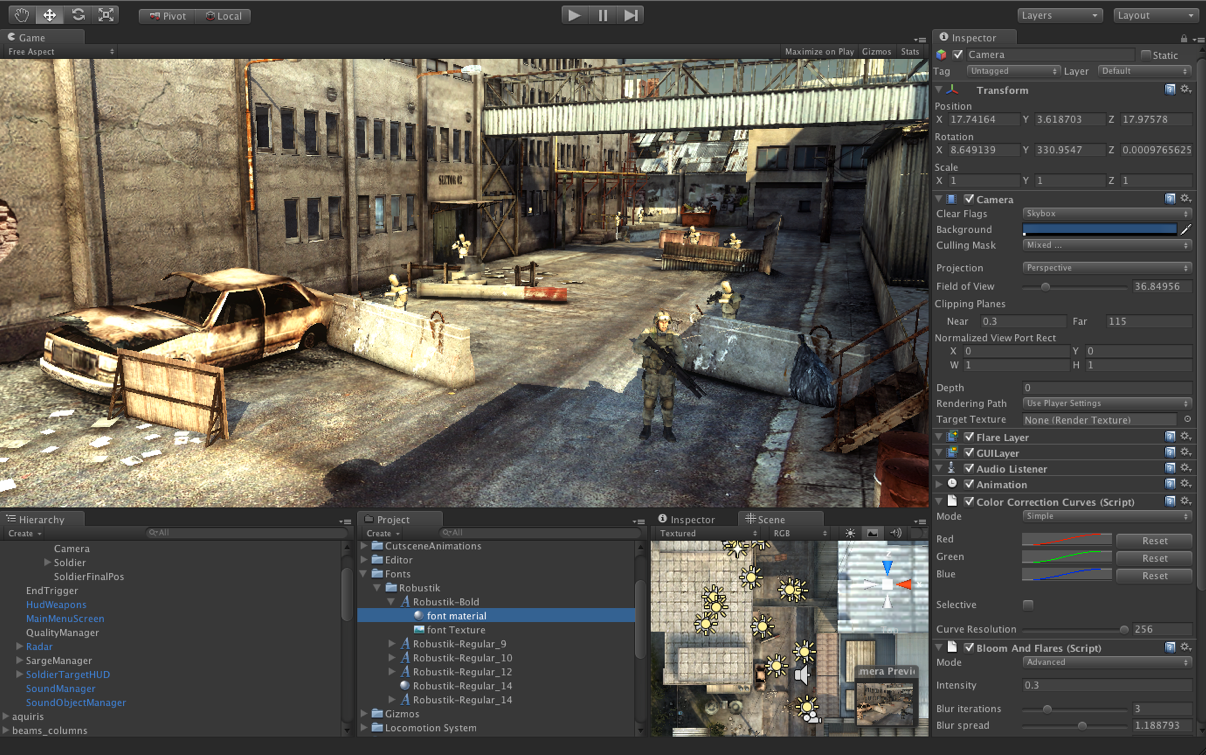 Pivot Local Layers Layout
Game
Free Aspect Maximize on Play Gizmos Stats
SECTOR 02
Inspector
Camera Static
Tag Untagged Layer Default
Transform
Position
X 17.74164 Y 3.618703 Z 17.97578
Rotation
X 8.649139 Y 330.9547 Z 0.0009765625
Scale
X 1 Y 1 Z 1
Camera
Clear Flags Skybox
Background
Culling Mask Mixed ...
Projection Perspective
Field of View 36.84956
Clipping Planes
Near 0.3 Far 115
Normalized View Port Rect
X 0 Y 0
W 1 H 1
Depth 0
Rendering Path Use Player Settings
Target Texture None (Render Texture)
Flare Layer
GUILayer
Audio Listener
Animation
Color Correction Curves (Script)
Mode Simple
Red Reset
Green Reset
Blue Reset
Selective
Curve Resolution 256
Bloom And Flares (Script)
Mode Advanced
Intensity 0.3
Blur iterations 3
Blur spread 1.188793
Hierarchy
Create All
Camera
Soldier
SoldierFinalPos
EndTrigger
HudWeapons
MainMenuScreen
QualityManager
Radar
SargeManager
SoldierTargetHUD
SoundManager
SoundObjectManager
aquiris
beams_columns
Project
Create All
CutsceneAnimations
Editor
Fonts
Robustik
Robustik-Bold
font material
font Texture
Robustik-Regular_9
Robustik-Regular_10
Robustik-Regular_12
Robustik-Regular_14
Robustik-Regular_14
Gizmos
Locomotion System
Inspector Scene
Textured RGB
mera Previ